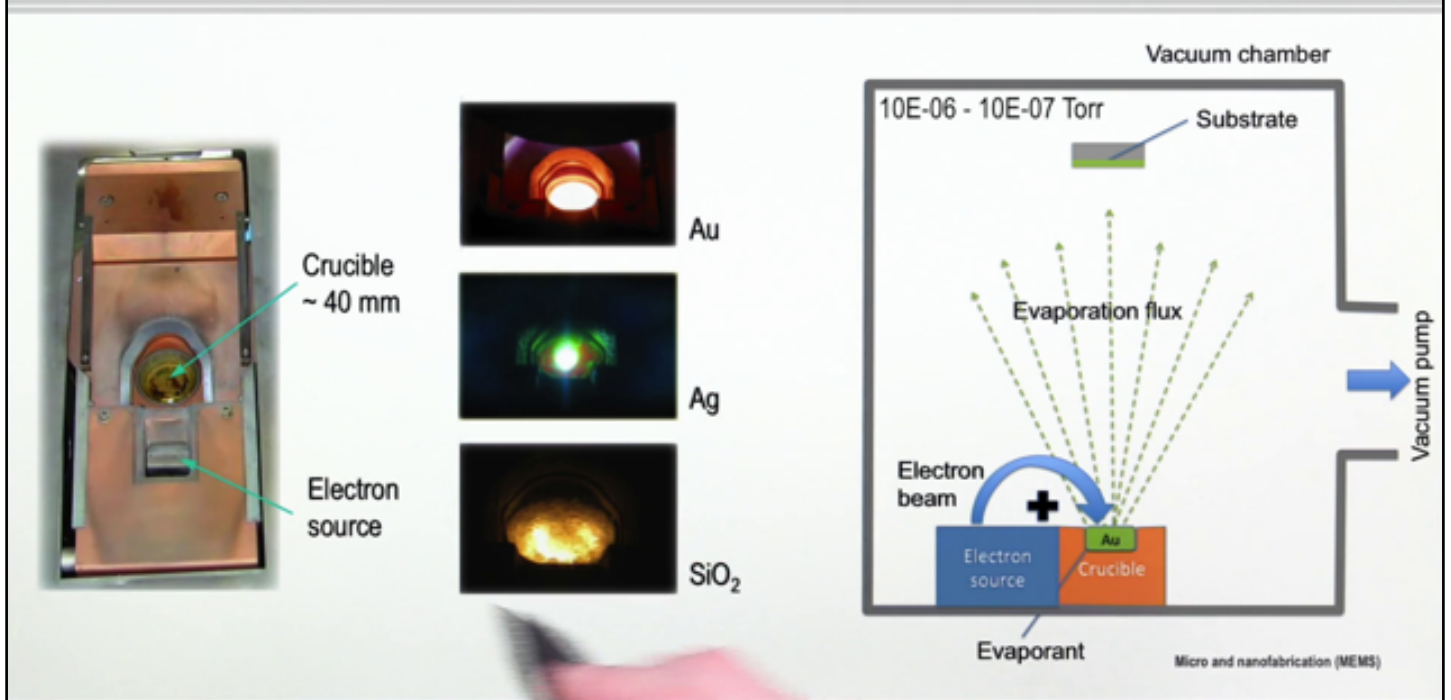 Crucible
~ 40 mm
Electron
source
Au
Ag
SiO₂
Vacuum chamber
10E-06 - 10E-07 Torr
Substrate
Evaporation flux
Vacuum pump
Electron
beam
Au
Electron
source
Crucible
Evaporant
Micro and nanofabrication (MEMS)